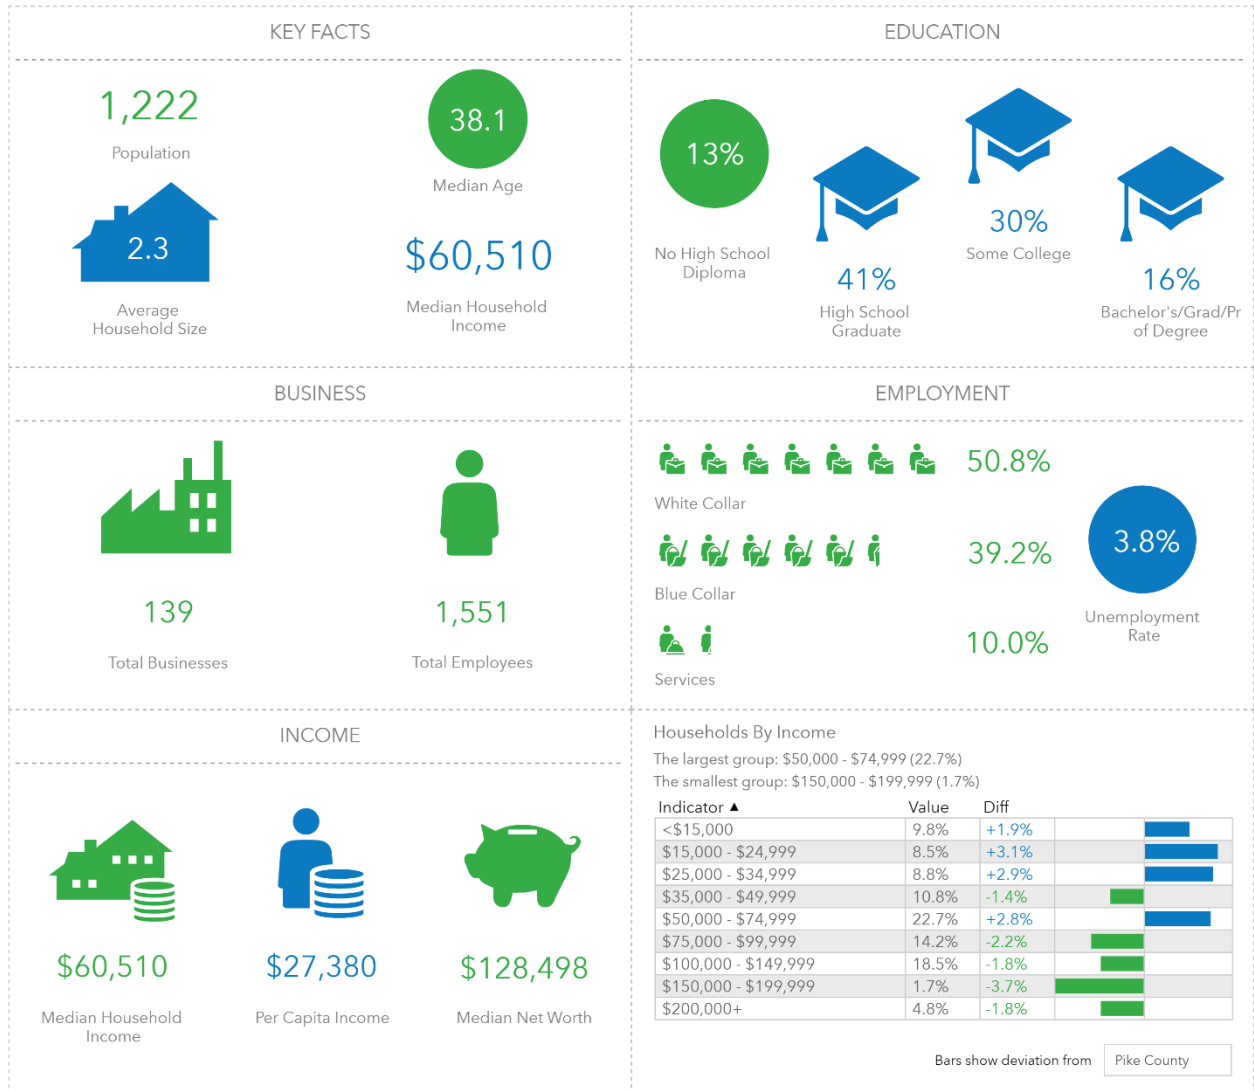 KEY FACTS
1,222
Population
38.1
Median Age
2.3
Average
Household Size
$60,510
Median Household
Income
EDUCATION
13%
No High School
Diploma
41%
High School
Graduate
30%
Some College
16%
Bachelor's/Grad/Pr
of Degree
BUSINESS
139
Total Businesses
1,551
Total Employees
EMPLOYMENT
50.8%
White Collar
39.2%
Blue Collar
10.0%
Services
3.8%
Unemployment
Rate
INCOME
$60,510
Median Household
Income
$27,380
Per Capita Income
$128,498
Median Net Worth
Households By Income
The largest group: $50,000 - $74,999 (22.7%)
The smallest group: $150,000 - $199,999 (1.7%)
Indicator ▲ Value Diff
<$15,000 9.8% +1.9%
$15,000 - $24,999 8.5% +3.1%
$25,000 - $34,999 8.8% +2.9%
$35,000 - $49,999 10.8% -1.4%
$50,000 - $74,999 22.7% +2.8%
$75,000 - $99,999 14.2% -2.2%
$100,000 - $149,999 18.5% -1.8%
$150,000 - $199,999 1.7% -3.7%
$200,000+ 4.8% -1.8%
Bars show deviation from Pike County